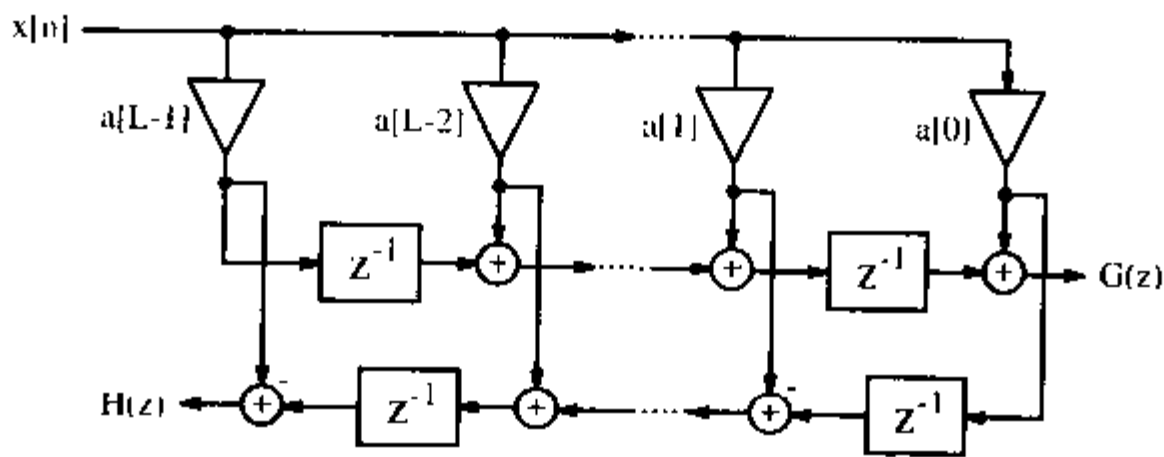 x[n]
a[L-1]
a[L-2]
a[1]
a[0]
z⁻¹
+
+
z⁻¹
+
G(z)
H(z)
+
-
z⁻¹
+
+
-
z⁻¹